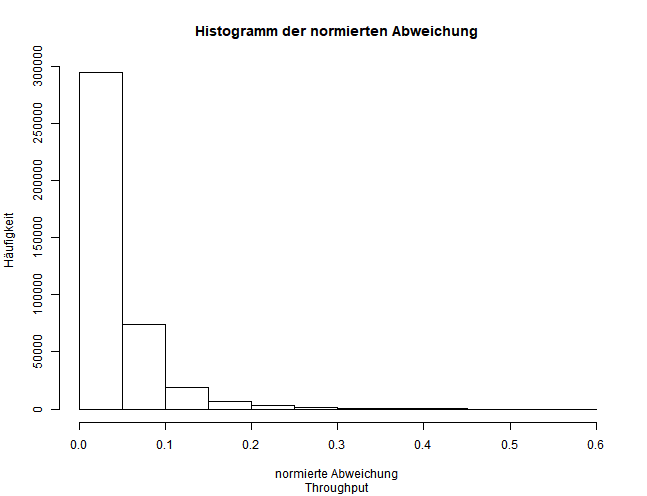 Histogramm der normierten Abweichung
Häufigkeit
300000
250000
200000
150000
100000
50000
0
0.0 0.1 0.2 0.3 0.4 0.5 0.6
normierte Abweichung
Throughput